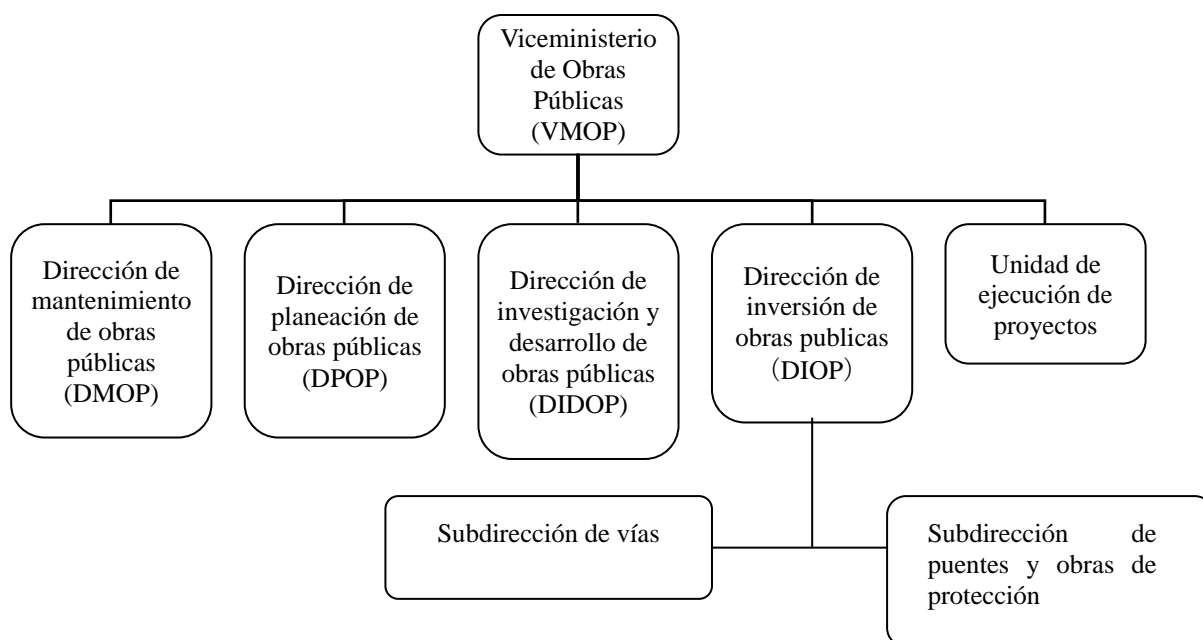 Viceministerio
de Obras
Públicas
(VMOP)
Dirección de
mantenimiento
de obras
públicas
(DMOP)
Dirección de
planeación de
obras públicas
(DPOP)
Dirección de
investigación y
desarrollo de
obras públicas
(DIDOP)
Dirección de
inversión de
obras publicas
（DIOP）
Unidad de
ejecución de
proyectos
Subdirección de vías
Subdirección de
puentes y obras de
protección